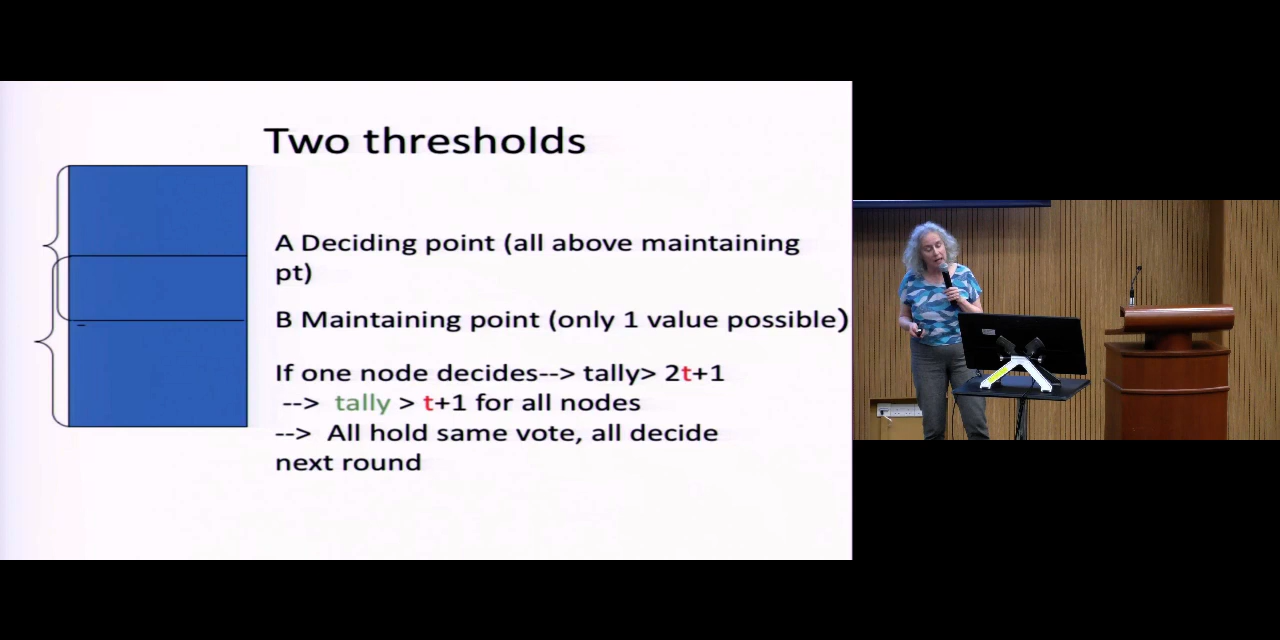 Two thresholds
A Deciding point (all above maintaining
pt)
B Maintaining point (only 1 value possible)
If one node decides--> tally> 2t+1
--> tally > t+1 for all nodes
--> All hold same vote, all decide
next round